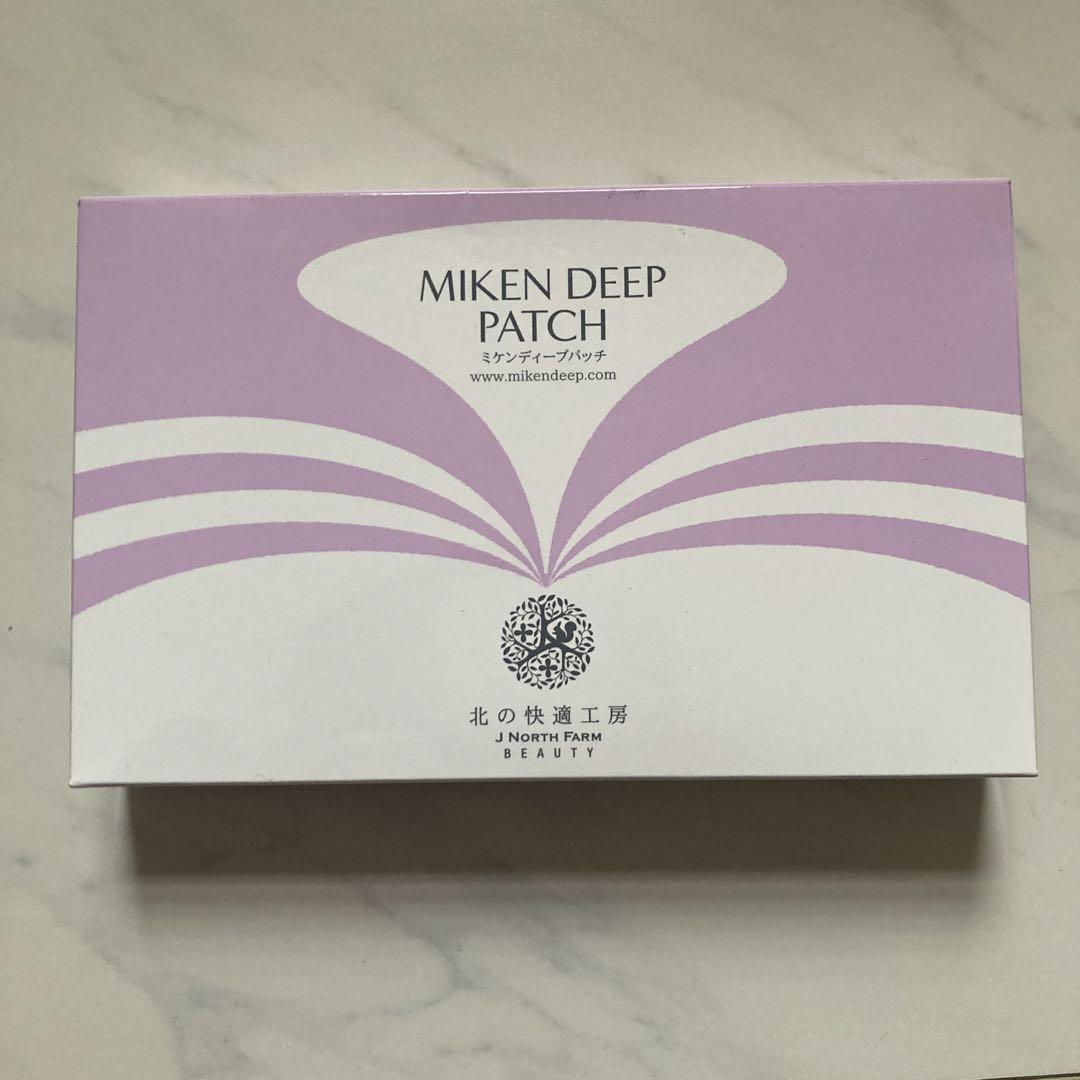 MIKEN DEEP
PATCH
ミケンディープパッチ
www.mikendeep.com
北の快適工房
J NORTH FARM
BEAUTY